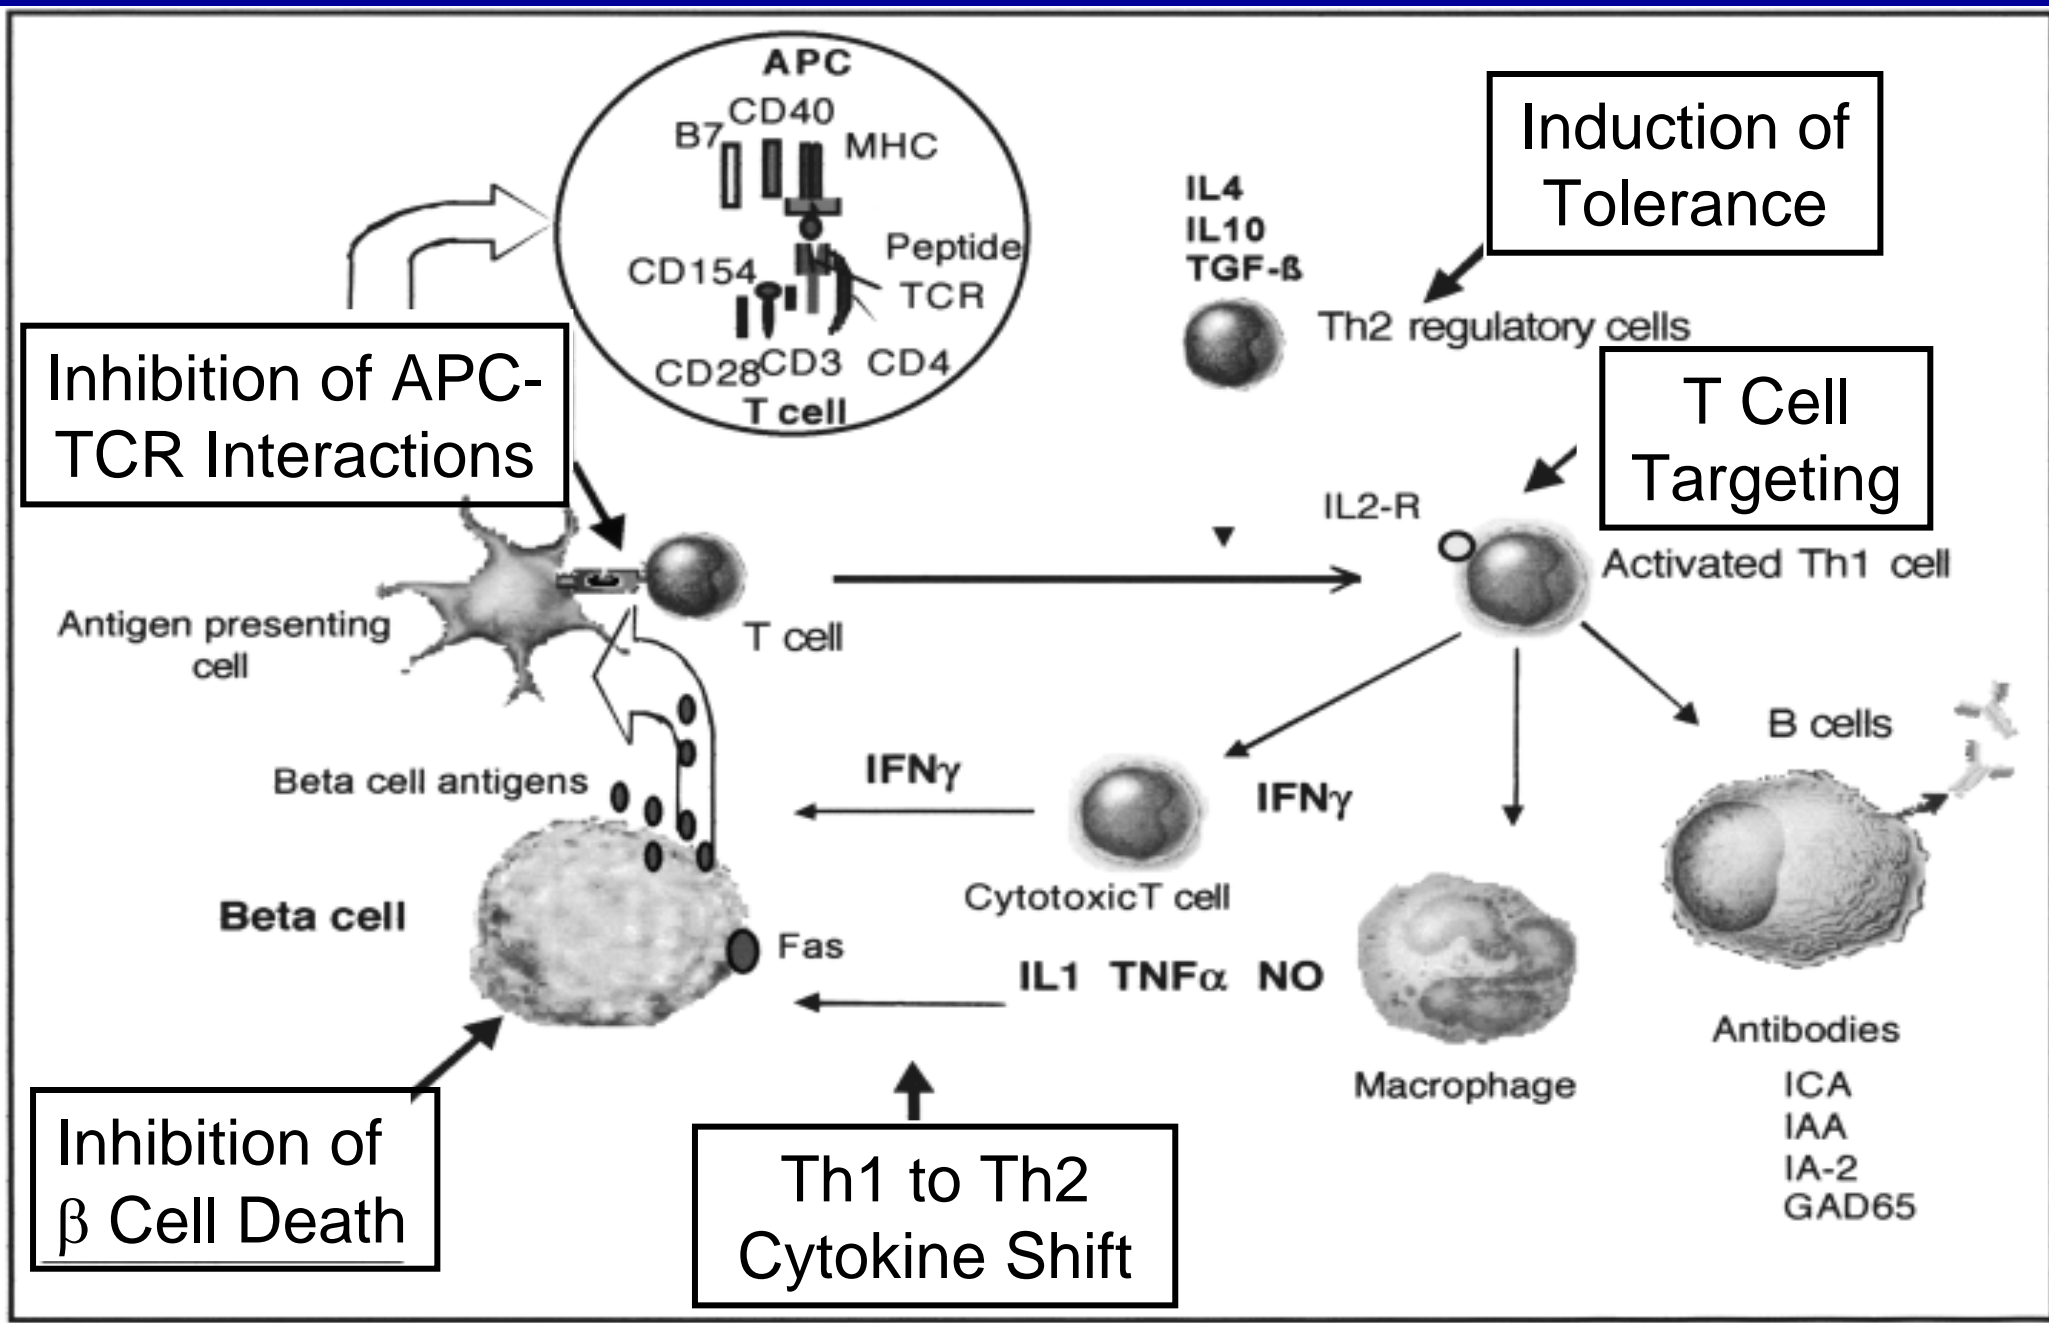 APC
CD40
B7
MHC
Peptide
CD154
TCR
CD28
CD3
CD4
T cell
IL4
IL10
TGF-ß
Induction of
Tolerance
Th2 regulatory cells
Inhibition of APC-
TCR Interactions
T Cell
Targeting
IL2-R
Activated Th1 cell
Antigen presenting
cell
T cell
B cells
Beta cell antigens
IFNγ
IFNγ
Cytotoxic T cell
Beta cell
Fas
IL1 TNFα NO
Macrophage
Antibodies
ICA
IAA
IA-2
GAD65
Inhibition of
β Cell Death
Th1 to Th2
Cytokine Shift